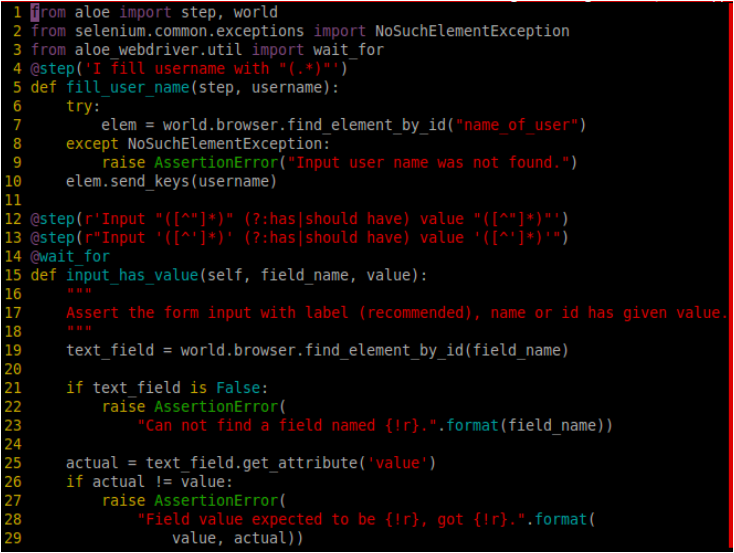 1 from aloe import step, world
2 from selenium.common.exceptions import NoSuchElementException
3 from aloe_webdriver.util import wait_for
4 @step('I fill username with "(.*)"')
5 def fill_user_name(step, username):
6     try:
7         elem = world.browser.find_element_by_id("name_of_user")
8     except NoSuchElementException:
9         raise AssertionError("Input user name was not found.")
10     elem.send_keys(username)
11
12 @step(r'Input "([^"]*)" (?:has|should have) value "([^"]*)"')
13 @step(r"Input '([^']*)' (?:has|should have) value '([^']*)'")
14 @wait_for
15 def input_has_value(self, field_name, value):
16     """
17     Assert the form input with label (recommended), name or id has given value.
18     """
19     text_field = world.browser.find_element_by_id(field_name)
20
21     if text_field is False:
22         raise AssertionError(
23             "Can not find a field named {!r}.".format(field_name))
24
25     actual = text_field.get_attribute('value')
26     if actual != value:
27         raise AssertionError(
28             "Field value expected to be {!r}, got {!r}.".format(
29                 value, actual))